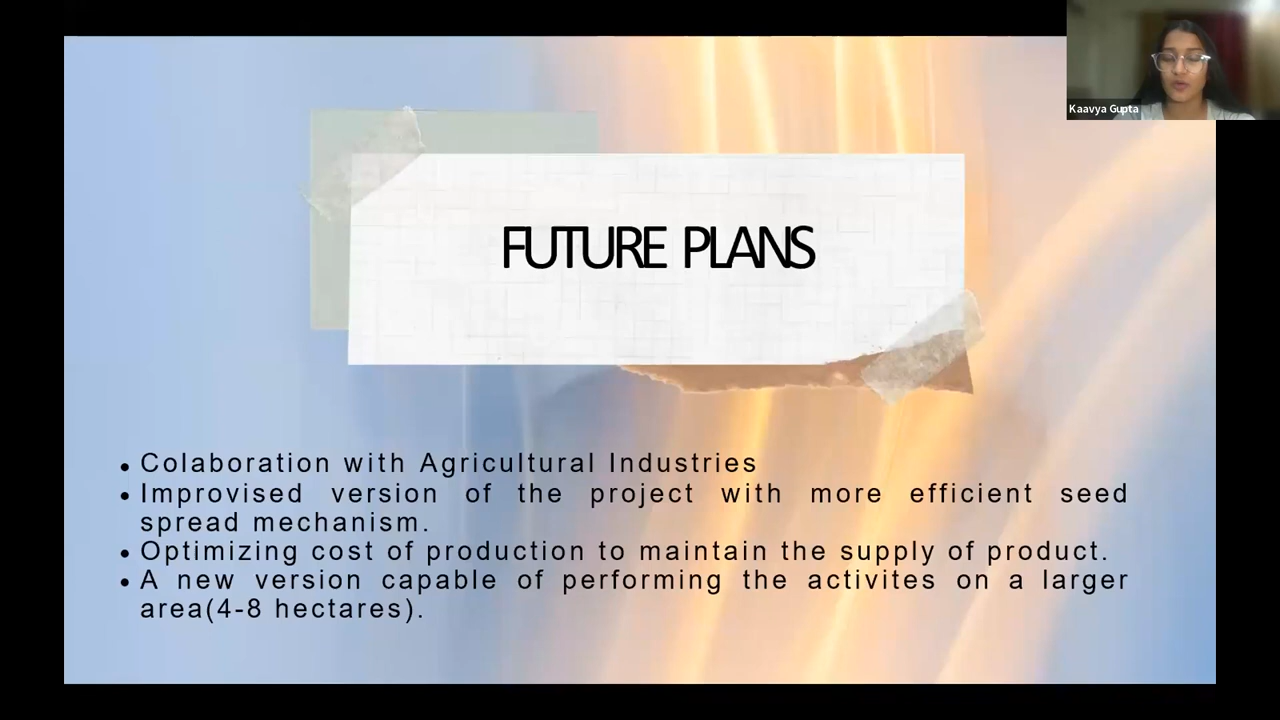 Kaavya Gupta
FUTURE PLANS
• Colaboration with Agricultural Industries
• Improvised version of the project with more efficient seed
spread mechanism.
• Optimizing cost of production to maintain the supply of product.
• A new version capable of performing the activites on a larger
area(4-8 hectares).